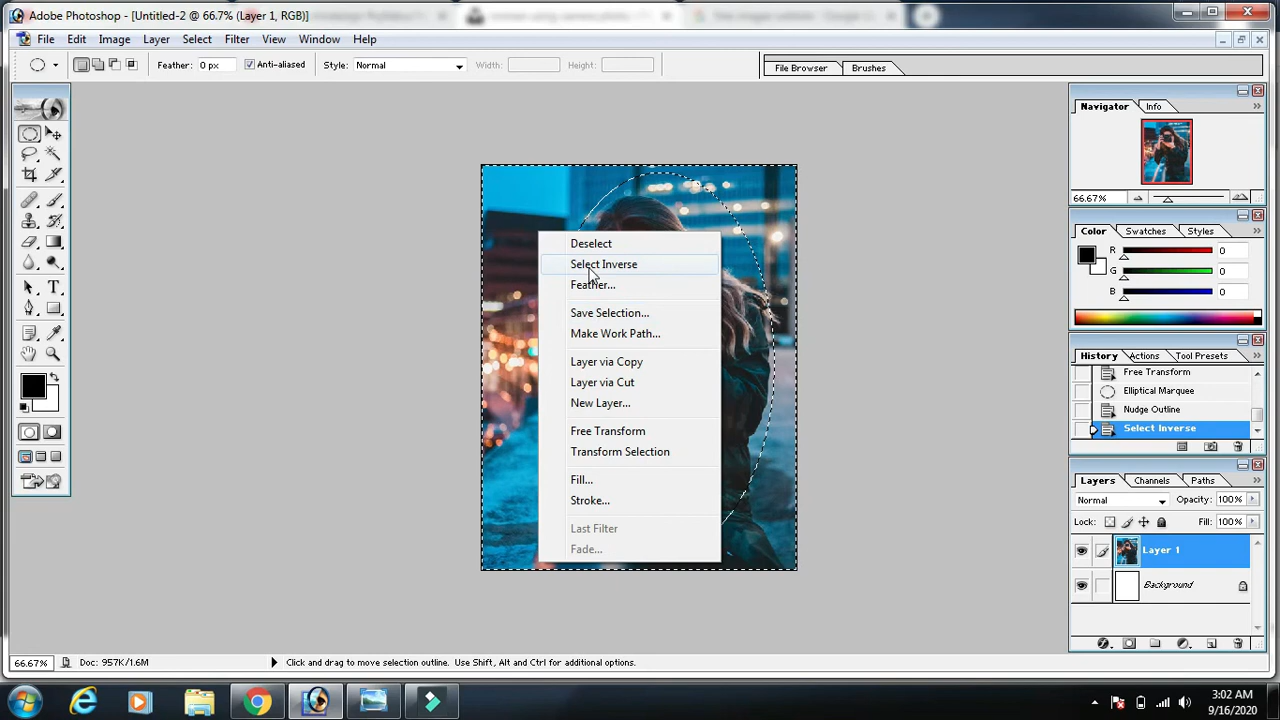 Adobe Photoshop - [Untitled-2 @ 66.7% (Layer 1, RGB)]
File Edit Image Layer Select Filter View Window Help
Feather: 0 px Anti-aliased Style: Normal Width: Height: File Browser Brushes
Navigator Info
66.67%
Color Swatches Styles
R 0
G 0
B 0
Deselect
Select Inverse
Feather...
Save Selection...
Make Work Path...
Layer via Copy
Layer via Cut
New Layer...
Free Transform
Transform Selection
Fill...
Stroke...
Last Filter
Fade...
History Actions Tool Presets
Free Transform
Elliptical Marquee
Nudge Outline
Select Inverse
Layers Channels Paths
Normal Opacity: 100%
Lock: Fill: 100%
Layer 1
Background
66.67% Doc: 957K/1.6M Click and drag to move selection outline. Use Shift, Alt and Ctrl for additional options.
3:02 AM
9/16/2020